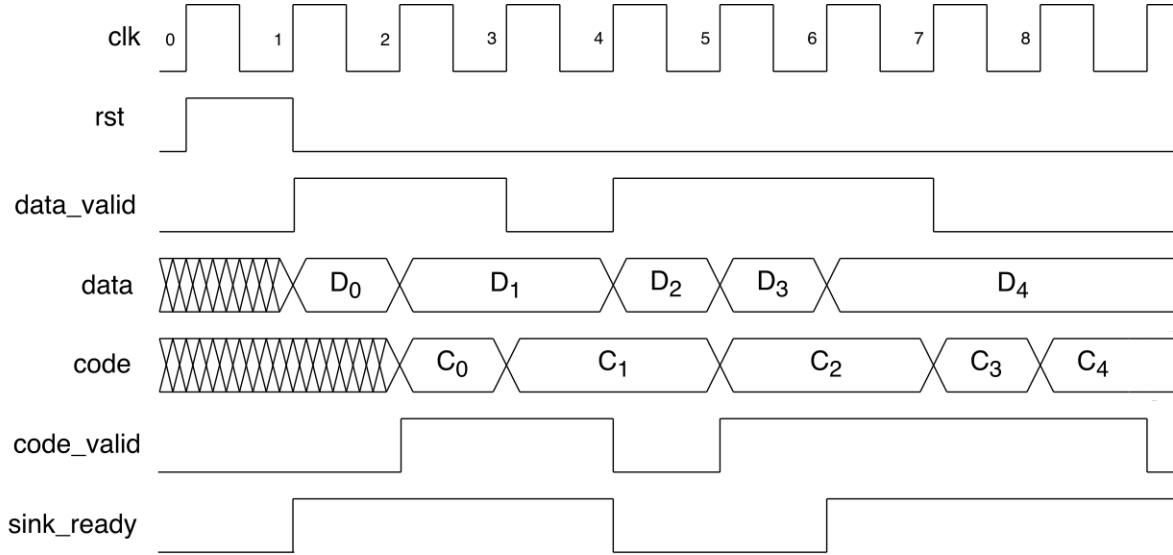 clk 0 1 2 3 4 5 6 7 8
rst
data_valid
data D0 D1 D2 D3 D4
code C0 C1 C2 C3 C4
code_valid
sink_ready